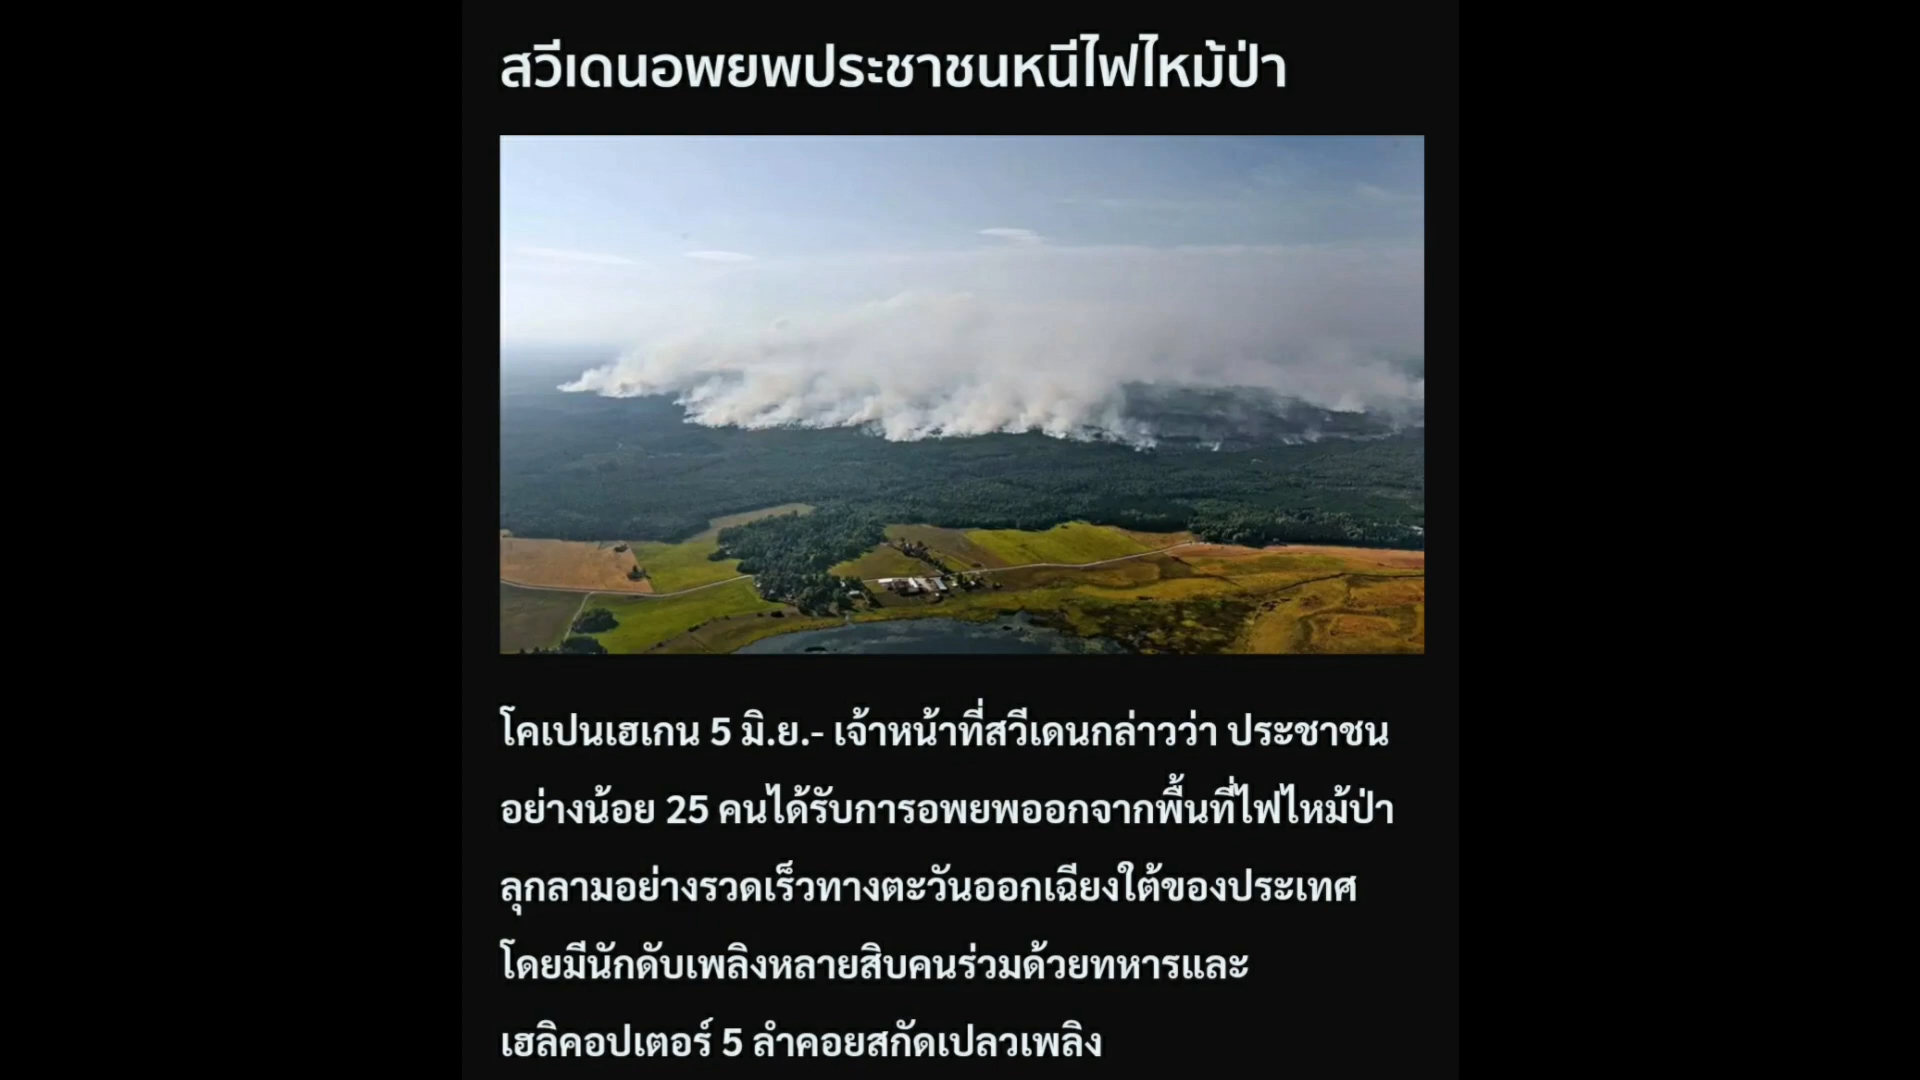 สวีเดนอพยพประชาชนหนีไฟไหม้ป่า
โคเปนเฮเกน 5 มิ.ย.- เจ้าหน้าที่สวีเดนกล่าวว่า ประชาชน
อย่างน้อย 25 คนได้รับการอพยพออกจากพื้นที่ไฟไหม้ป่า
ลุกลามอย่างรวดเร็วทางตะวันออกเฉียงใต้ของประเทศ
โดยมีนักดับเพลิงหลายสิบคนร่วมด้วยทหารและ
เฮลิคอปเตอร์ 5 ลำคอยสกัดเปลวเพลิง